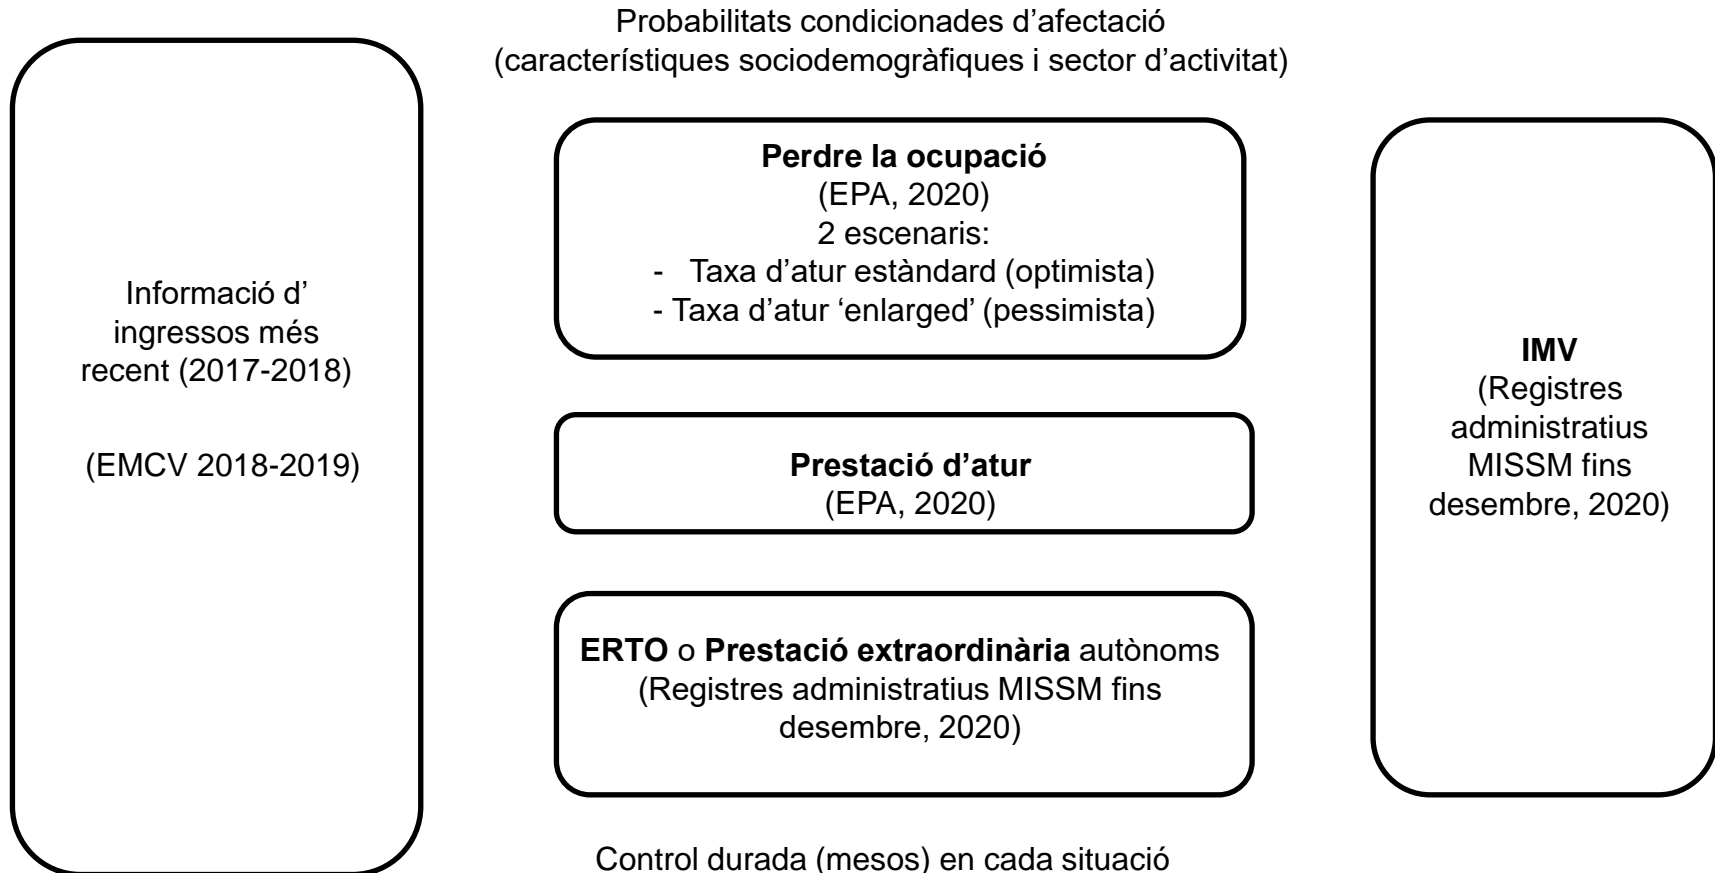 Probabilitats condicionades d’afectació
(característiques sociodemogràfiques i sector d’activitat)
Informació d’
ingressos més
recent (2017-2018)
(EMCV 2018-2019)
Perdre la ocupació
(EPA, 2020)
2 escenaris:
- Taxa d’atur estàndard (optimista)
- Taxa d’atur ‘enlarged’ (pessimista)
Prestació d’atur
(EPA, 2020)
ERTO o Prestació extraordinària autònoms
(Registres administratius MISSM fins
desembre, 2020)
IMV
(Registres
administratius
MISSM fins
desembre, 2020)
Control durada (mesos) en cada situació